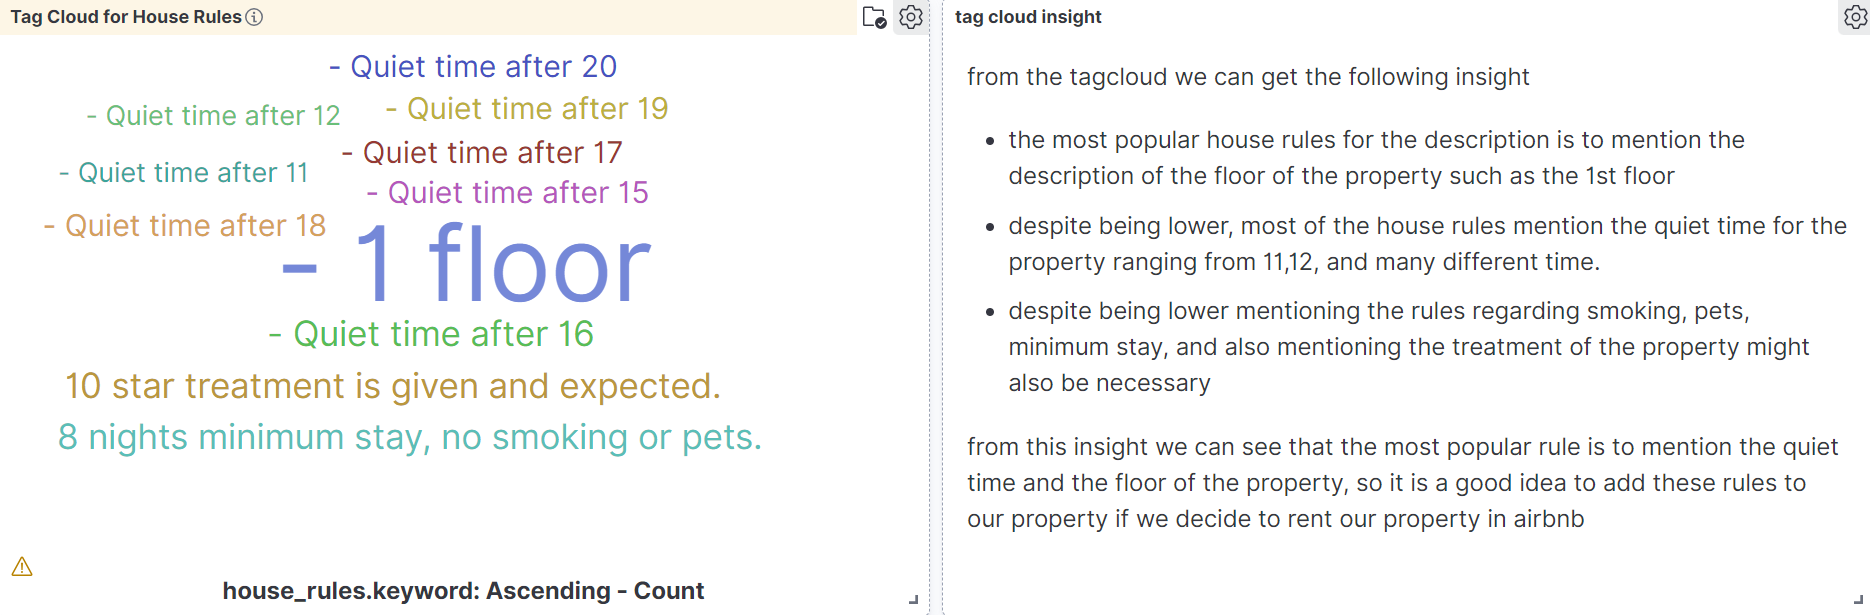 Tag Cloud for House Rules
- Quiet time after 20
- Quiet time after 12
- Quiet time after 19
- Quiet time after 17
- Quiet time after 11
- Quiet time after 15
- Quiet time after 18
- 1 floor
- Quiet time after 16
10 star treatment is given and expected.
8 nights minimum stay, no smoking or pets.
house_rules.keyword: Ascending - Count
tag cloud insight
from the tagcloud we can get the following insight
• the most popular house rules for the description is to mention the
description of the floor of the property such as the 1st floor
• despite being lower, most of the house rules mention the quiet time for the
property ranging from 11,12, and many different time.
• despite being lower mentioning the rules regarding smoking, pets,
minimum stay, and also mentioning the treatment of the property might
also be necessary
from this insight we can see that the most popular rule is to mention the quiet
time and the floor of the property, so it is a good idea to add these rules to
our property if we decide to rent our property in airbnb